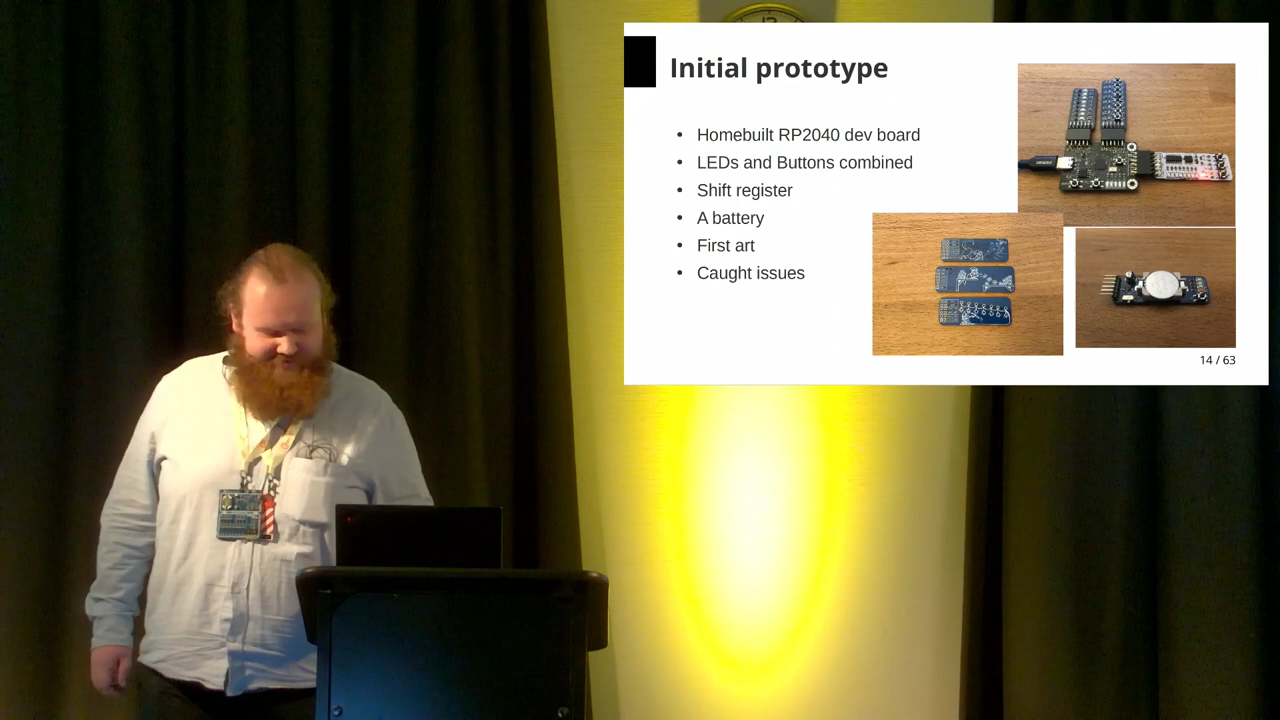 Initial prototype
• Homebuilt RP2040 dev board
• LEDs and Buttons combined
• Shift register
• A battery
• First art
• Caught issues
14 / 63